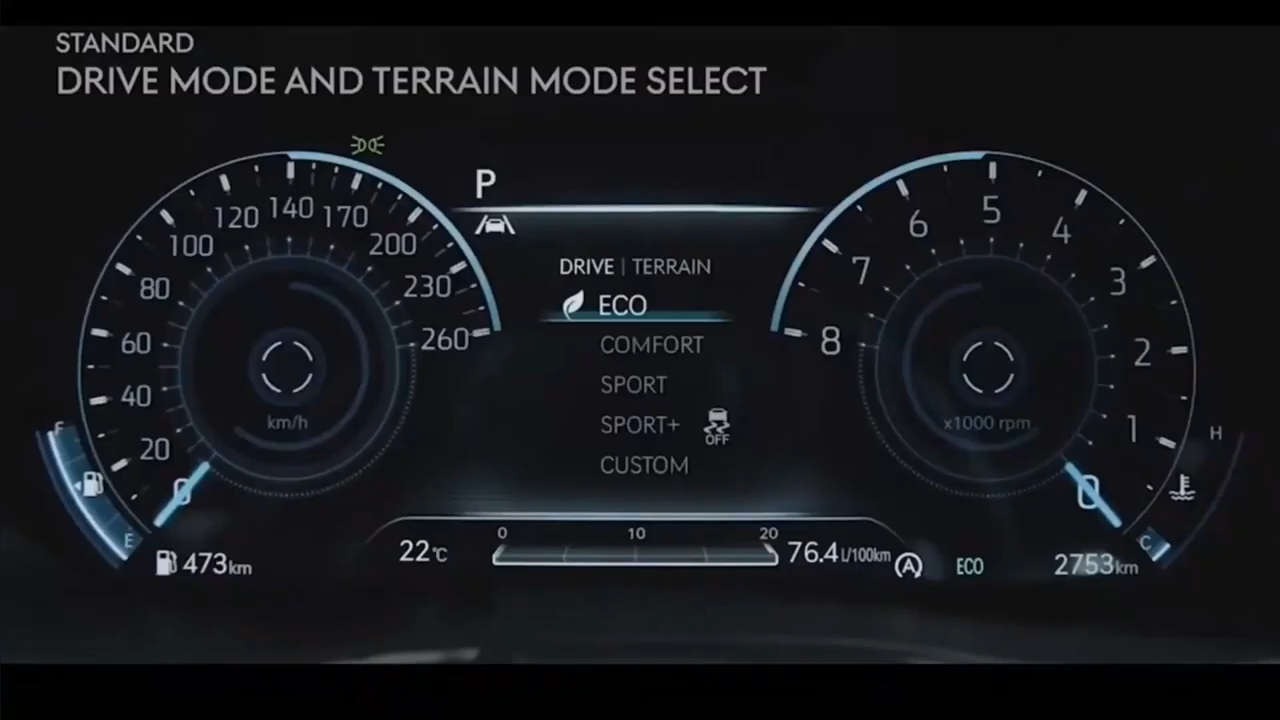 STANDARD
DRIVE MODE AND TERRAIN MODE SELECT
P
120 140 170
100 200
80 230
60 260
40
20
0
km/h
F
E
473km
DRIVE | TERRAIN
ECO
COMFORT
SPORT
SPORT+ OFF
CUSTOM
22°C
0 10 20
76.4 L/100km
A
ECO
6 5 4
7 3
8 2
1
0
x1000 rpm
H
C
2753km